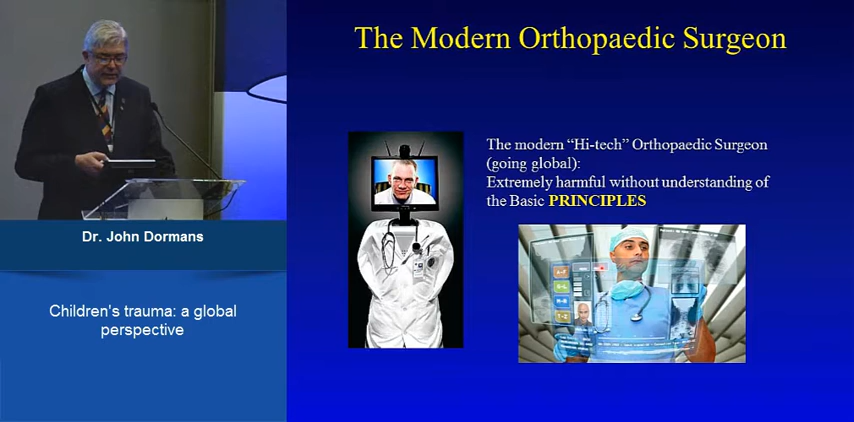 The Modern Orthopaedic Surgeon
The modern “Hi-tech” Orthopaedic Surgeon
(going global):
Extremely harmful without understanding of
the Basic PRINCIPLES
Dr. John Dormans
Children's trauma: a global
perspective
A-F
G-L
M-R
T-Z